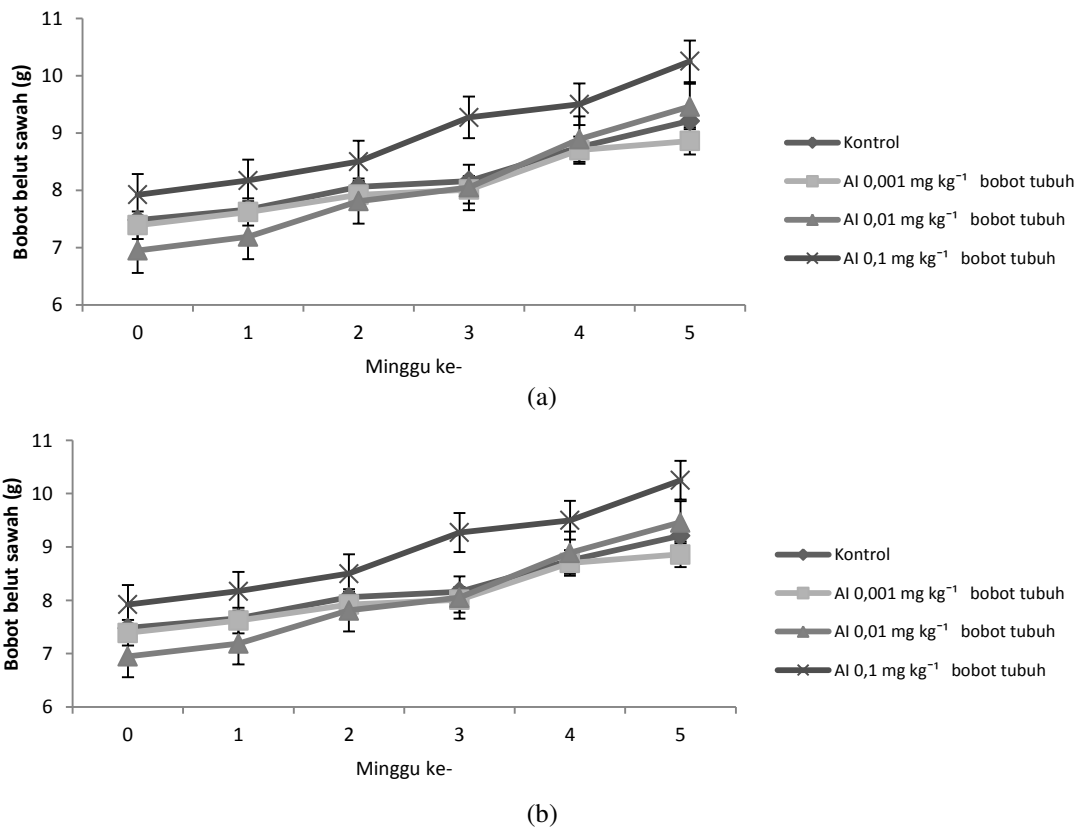 11
10
9
8
7
6
Bobot belut sawah (g)
0 1 2 3 4 5
Minggu ke-
Kontrol
AI 0,001 mg kg⁻¹ bobot tubuh
AI 0,01 mg kg⁻¹ bobot tubuh
AI 0,1 mg kg⁻¹ bobot tubuh
(a)
11
10
9
8
7
6
Bobot belut sawah (g)
0 1 2 3 4 5
Minggu ke-
Kontrol
AI 0,001 mg kg⁻¹ bobot tubuh
AI 0,01 mg kg⁻¹ bobot tubuh
AI 0,1 mg kg⁻¹ bobot tubuh
(b)